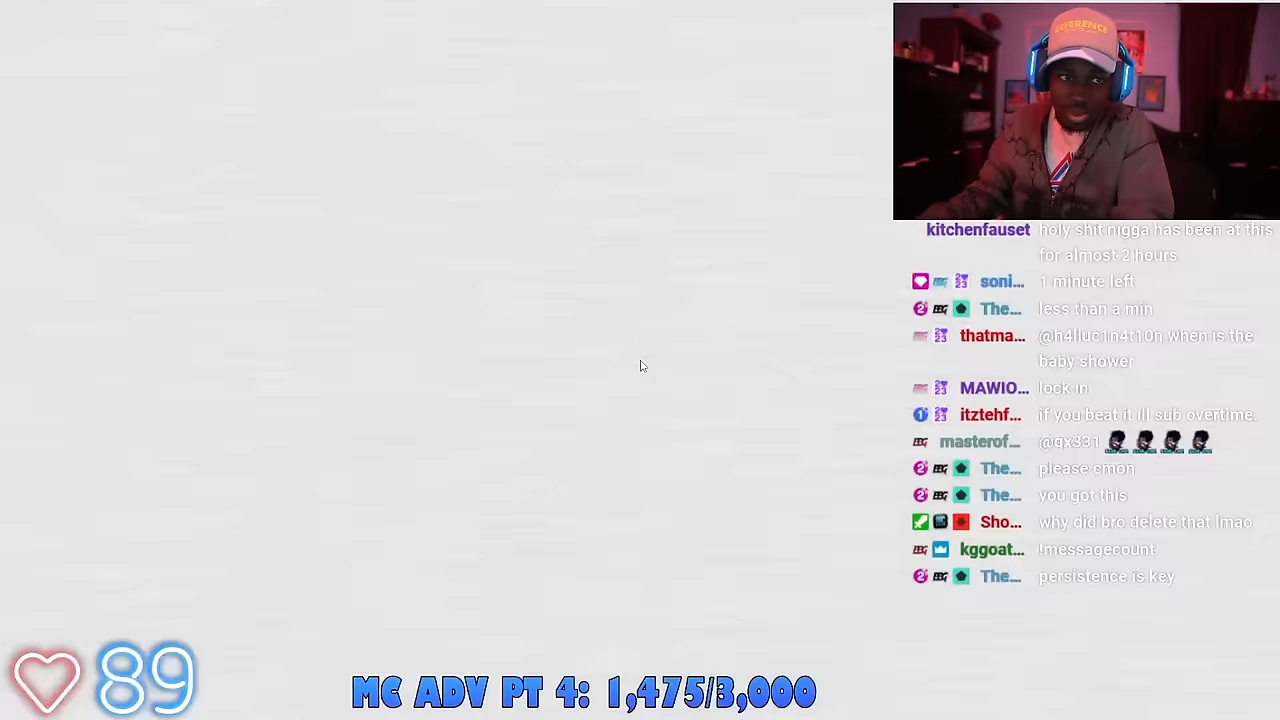 DEFERENCE
kitchenfauset holy shit nigga has been at this
for almost 2 hours
soni... 1 minute left
The... less than a min
thatma... @h4lluc1n4t10n when is the
baby shower
MAWIO... lock in
itztehf... if you beat it ill sub overtime.
masterof... @qx331
The... please cmon
The... you got this
Sho... why did bro delete that lmao
kggoat... !messagecount
The... persistence is key
89
MC ADV PT 4: 1,475/3,000